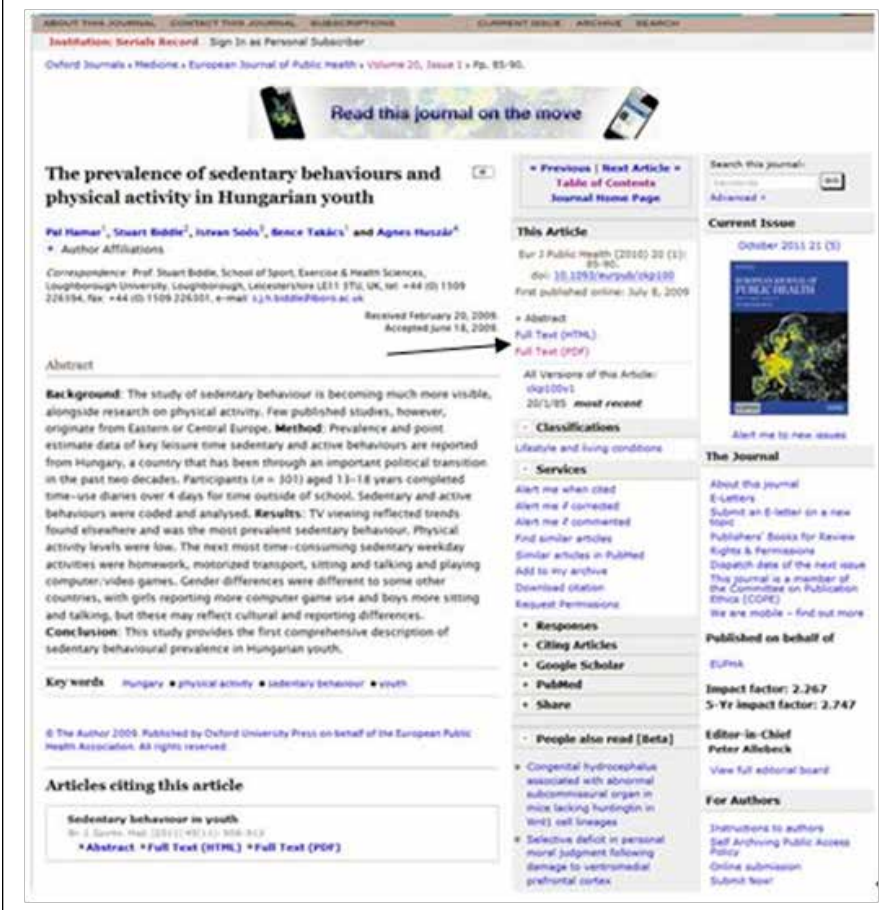 ABOUT THIS JOURNAL CONTACT THIS JOURNAL SUBSCRIPTIONS CURRENT ISSUE ARCHIVE SEARCH
Institution: Serials Record Sign In as Personal Subscriber
Oxford Journals » Medicine » European Journal of Public Health » Volume 20, Issue 1 » Pp. 85-90.
Read this journal on the move
The prevalence of sedentary behaviours and
physical activity in Hungarian youth
Pal Hamar1, Stuart Biddle2, Istvan Soós3, Bence Takács1 and Agnes Huszár4
+ Author Affiliations
Correspondence: Prof. Stuart Biddle, School of Sport, Exercise & Health Sciences,
Loughborough University, Loughborough, Leicestershire LE11 3TU, UK, tel: +44 (0) 1509
226394, fax: +44 (0) 1509 226301, e-mail: s.j.h.biddle@lboro.ac.uk
Received February 20, 2009.
Accepted June 18, 2009.
Abstract
Background: The study of sedentary behaviour is becoming much more visible,
alongside research on physical activity. Few published studies, however,
originate from Eastern or Central Europe. Method: Prevalence and point
estimate data of key leisure time sedentary and active behaviours are reported
from Hungary, a country that has been through an important political transition
in the past two decades. Participants (n = 301) aged 13–18 years completed
time-use diaries over 4 days for time outside of school. Sedentary and active
behaviours were coded and analysed. Results: TV viewing reflected trends
found elsewhere and was the most prevalent sedentary behaviour. Physical
activity levels were low. The next most time-consuming sedentary weekday
activities were homework, motorized transport, sitting and talking and playing
computer/video games. Gender differences were different to some other
countries, with girls reporting more computer game use and boys more sitting
and talking, but these may reflect cultural and reporting differences.
Conclusion: This study provides the first comprehensive description of
sedentary behavioural prevalence in Hungarian youth.
Key words Hungary physical activity sedentary behaviour youth
© The Author 2009. Published by Oxford University Press on behalf of the European Public
Health Association. All rights reserved.
Articles citing this article
Sedentary behaviour in youth
Br J Sports Med (2011) 45(11): 906-913
Abstract Full Text (HTML) Full Text (PDF)
« Previous | Next Article »
Table of Contents
Journal Home Page
This Article
Eur J Public Health (2010) 20 (1):
85-90.
doi: 10.1093/eurpub/ckp100
First published online: July 8, 2009
» Abstract
Full Text (HTML)
Full Text (PDF)
All Versions of this Article:
ckp100v1
20/1/85 most recent
- Classifications
Lifestyle and living conditions
- Services
Alert me when cited
Alert me if corrected
Alert me if commented
Find similar articles
Similar articles in PubMed
Add to my archive
Download citation
Request Permissions
+ Responses
+ Citing Articles
+ Google Scholar
+ PubMed
+ Share
- People also read [Beta]
Congenital hydrocephalus
associated with abnormal
subcommissural organ in
mice lacking huntingtin in
Wnt1 cell lineages
Selective deficit in personal
moral judgment following
damage to ventromedial
prefrontal cortex
Search this journal:
Advanced »
Current Issue
October 2011 21 (5)
EUROPEAN JOURNAL OF
PUBLIC HEALTH
Alert me to new issues
The Journal
About this journal
E-Letters
Submit an E-letter on a new
topic
Publishers' Books for Review
Rights & Permissions
Dispatch date of the next issue
This journal is a member of
the Committee on Publication
Ethics (COPE)
We are mobile – find out more
Published on behalf of
EUPHA
Impact factor: 2.267
5-Yr impact factor: 2.747
Editor-in-Chief
Peter Allebeck
View full editorial board
For Authors
Instructions to authors
Self Archiving Public Access
Policy
Online submission
Submit Now!